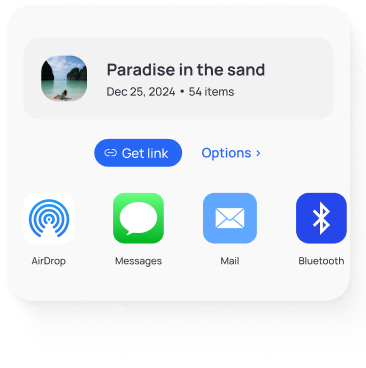 Paradise in the sand
Dec 25, 2024 • 54 items
Get link
Options >
AirDrop
Messages
Mail
Bluetooth